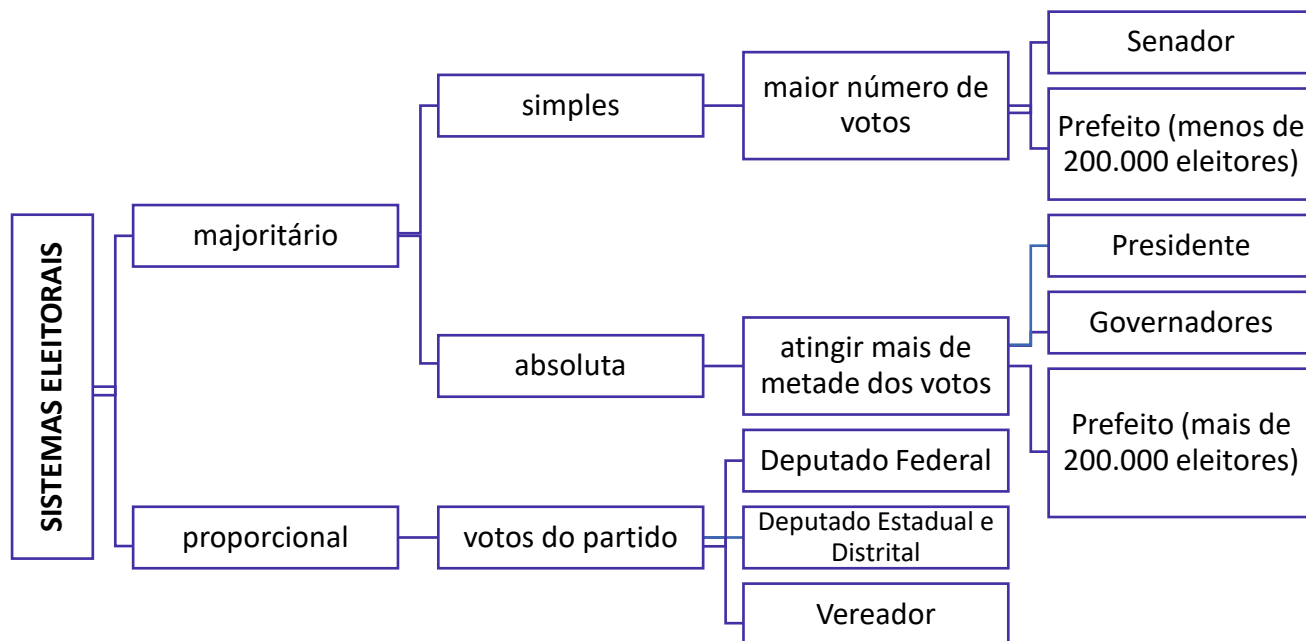 SISTEMAS ELEITORAIS
majoritário
simples
maior número de
votos
Senador
Prefeito (menos de
200.000 eleitores)
absoluta
atingir mais de
metade dos votos
Presidente
Governadores
Prefeito (mais de
200.000 eleitores)
proporcional
votos do partido
Deputado Federal
Deputado Estadual e
Distrital
Vereador